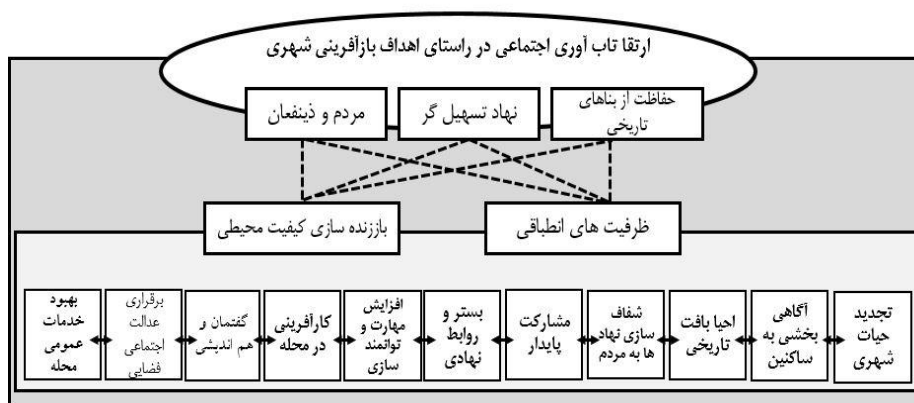 ارتقا تاب آوری اجتماعی در راستای اهداف بازآفرینی شهری
حفاظت از بناهای
تاریخی
نهاد تسهیل گر
مردم و ذینفعان
ظرفیت های انطباقی
باززنده سازی کیفیت محیطی
تجدید
حیات
شهری
آگاهی
بخشی به
ساکنین
احیا بافت
تاریخی
شفاف
سازی نهاد
ها به مردم
مشارکت
پایدار
بستر و
روابط
نهادی
افزایش
مهارت و
توانمند
سازی
کارآفرینی
در محله
گفتمان و
هم اندیشی
برقراری
عدالت
اجتماعی
فضایی
بهبود
خدمات
عمومی
محله